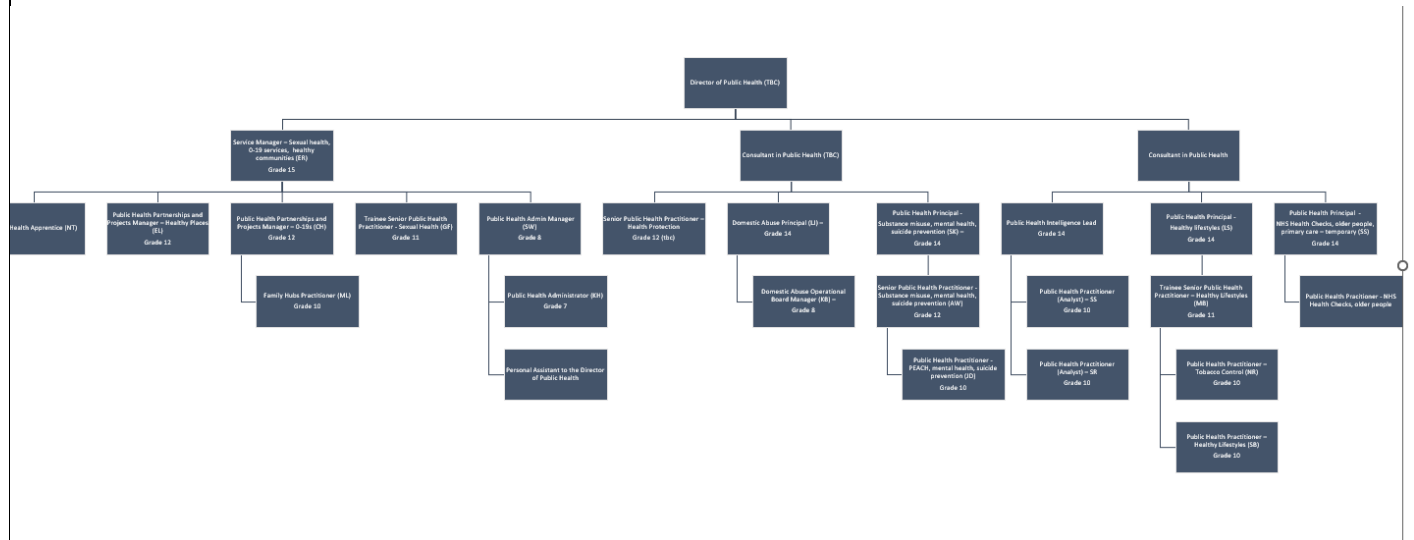 Director of Public Health (TBC)
Service Manager – Sexual health,
0-19 services, healthy
communities (ER)
Grade 15
Consultant in Public Health (TBC)
Consultant in Public Health
Health Apprentice (NT)
Public Health Partnerships and
Projects Manager – Healthy Places
(EL)
Grade 12
Public Health Partnerships and
Projects Manager – 0-19s (CH)
Grade 12
Trainee Senior Public Health
Practitioner - Sexual Health (GF)
Grade 11
Public Health Admin Manager
(SW)
Grade 8
Senior Public Health Practitioner –
Health Protection
Grade 12 (tbc)
Domestic Abuse Principal (LJ) –
Grade 14
Public Health Principal -
Substance misuse, mental health,
suicide prevention (SK) –
Grade 14
Public Health Intelligence Lead
Grade 14
Public Health Principal -
Healthy lifestyles (LS)
Grade 14
Public Health Principal -
NHS Health Checks, older people,
primary care – temporary (SS)
Grade 14
Family Hubs Practitioner (ML)
Grade 10
Public Health Administrator (KH)
Grade 7
Domestic Abuse Operational
Board Manager (KB) –
Grade 8
Senior Public Health Practitioner -
Substance misuse, mental health,
suicide prevention (AW)
Grade 12
Public Health Practitioner
(Analyst) – SS
Grade 10
Trainee Senior Public Health
Practitioner – Healthy Lifestyles
(MB)
Grade 11
Public Health Practitioner - NHS
Health Checks, older people
Personal Assistant to the Director
of Public Health
Public Health Practitioner -
PEACH, mental health, suicide
prevention (JD)
Grade 10
Public Health Practitioner
(Analyst) – SR
Grade 10
Public Health Practitioner –
Tobacco Control (NR)
Grade 10
Public Health Practitioner –
Healthy Lifestyles (SB)
Grade 10